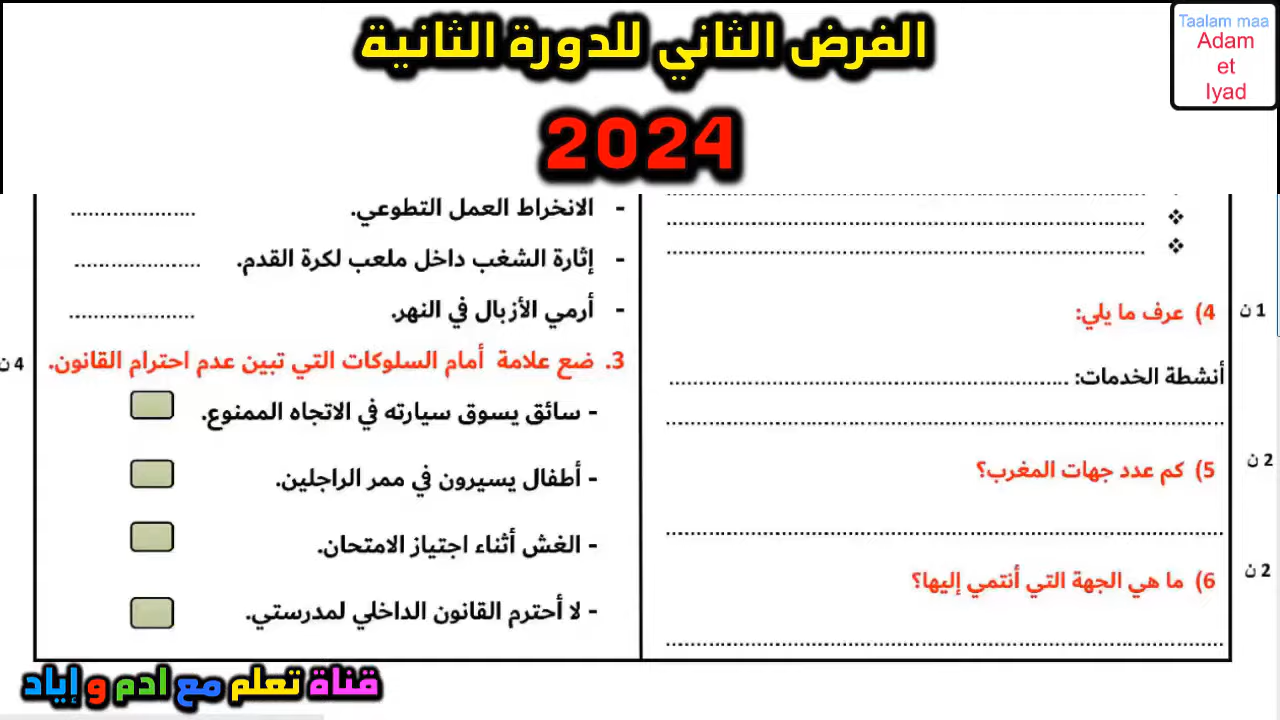 الفرض الثاني للدورة الثانية
2024
Taalam maa
Adam
et
Iyad
4) عرف ما يلي:
1 ن
أنشطة الخدمات: ........................................
5) كم عدد جهات المغرب؟
2 ن
6) ما هي الجهة التي أنتمي إليها؟
2 ن
- الانخراط العمل التطوعي. .....................
- إثارة الشغب داخل ملعب لكرة القدم. .....................
- أرمي الأزبال في النهر. .....................
3. ضع علامة أمام السلوكات التي تبين عدم احترام القانون.
4 ن
- سائق يسوق سيارته في الاتجاه الممنوع.
- أطفال يسيرون في ممر الراجلين.
- الغش أثناء اجتياز الامتحان.
- لا أحترم القانون الداخلي لمدرستي.
قناة تعلم مع ادم و إياد